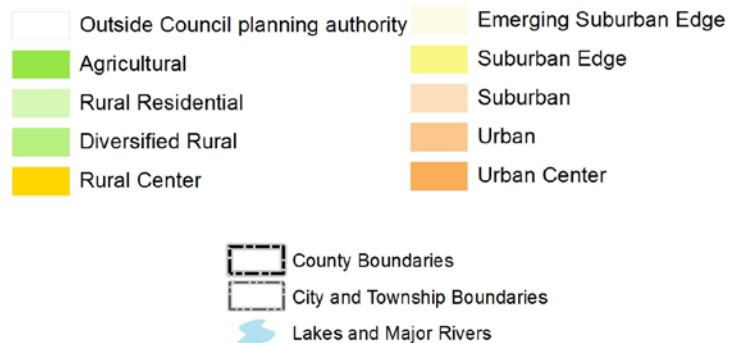 Outside Council planning authority
Agricultural
Rural Residential
Diversified Rural
Rural Center
Emerging Suburban Edge
Suburban Edge
Suburban
Urban
Urban Center
County Boundaries
City and Township Boundaries
Lakes and Major Rivers